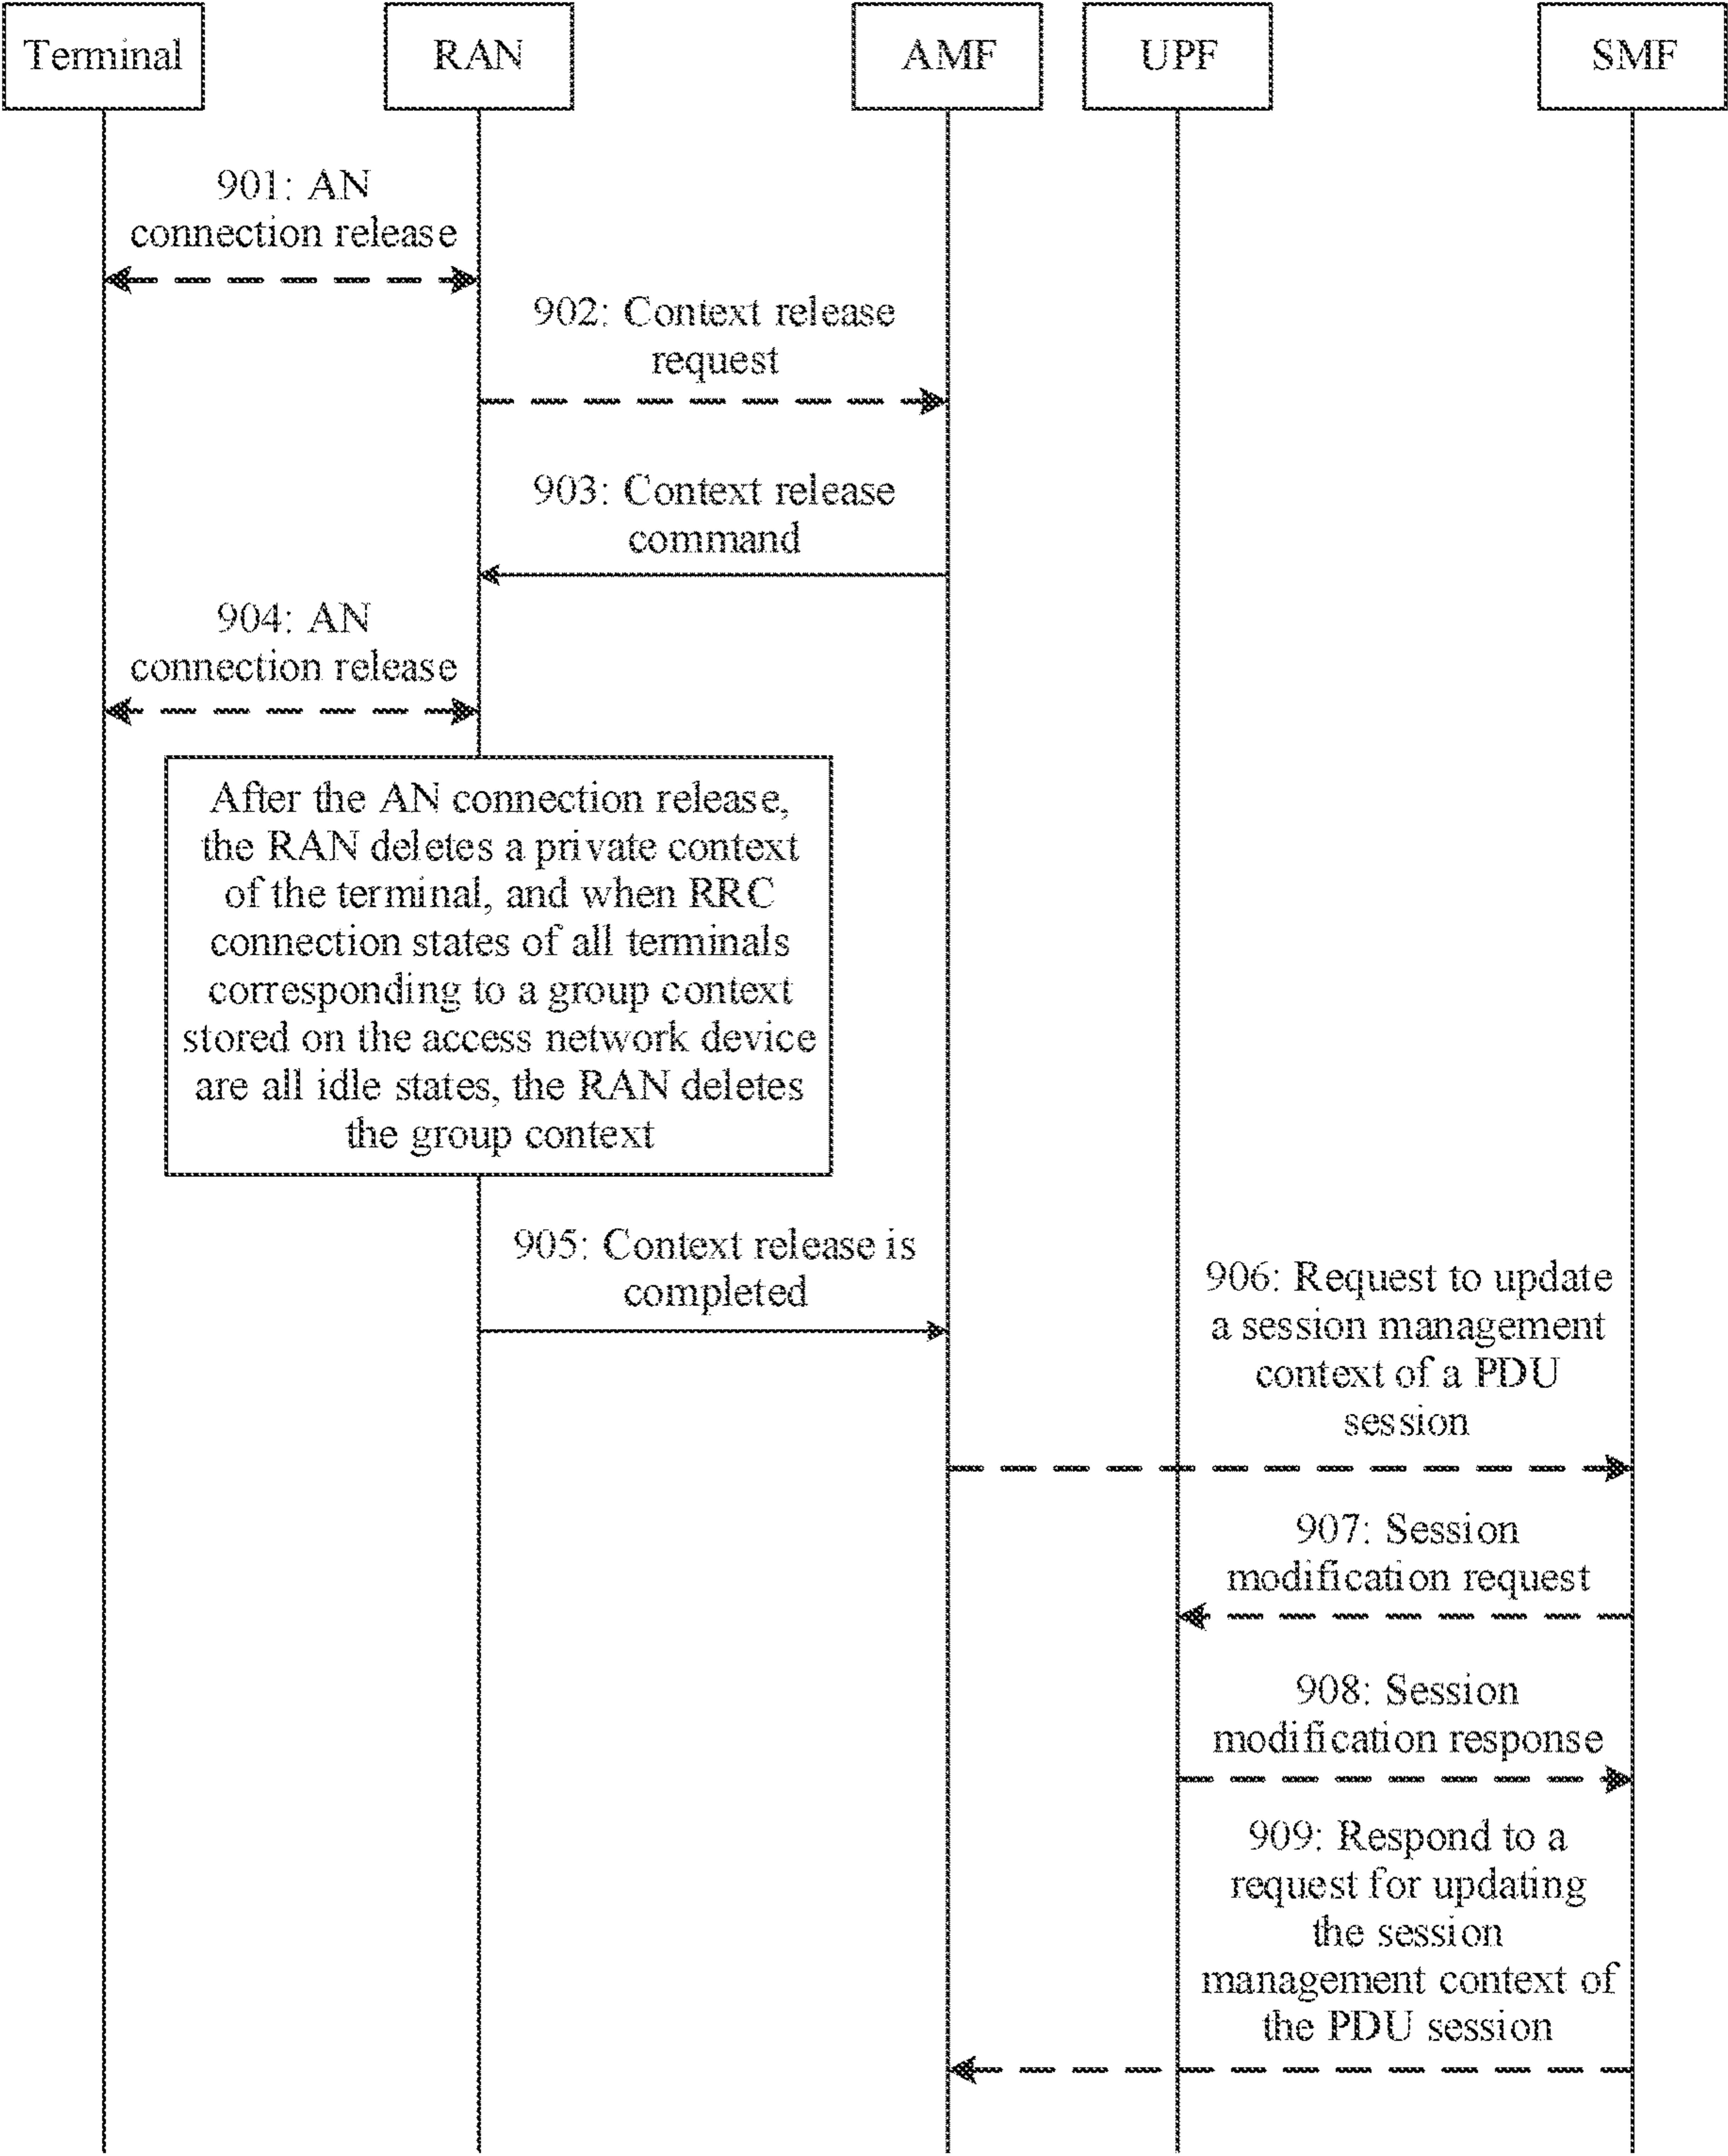 Terminal
RAN
AMF
UPF
SMF
901: AN
connection release
902: Context release
request
903: Context release
command
904: AN
connection release
After the AN connection release,
the RAN deletes a private context
of the terminal, and when RRC
connection states of all terminals
corresponding to a group context
stored on the access network device
are all idle states, the RAN deletes
the group context
905: Context release is
completed
906: Request to update
a session management
context of a PDU
session
907: Session
modification request
908: Session
modification response
909: Respond to a
request for updating
the session
management context of
the PDU session